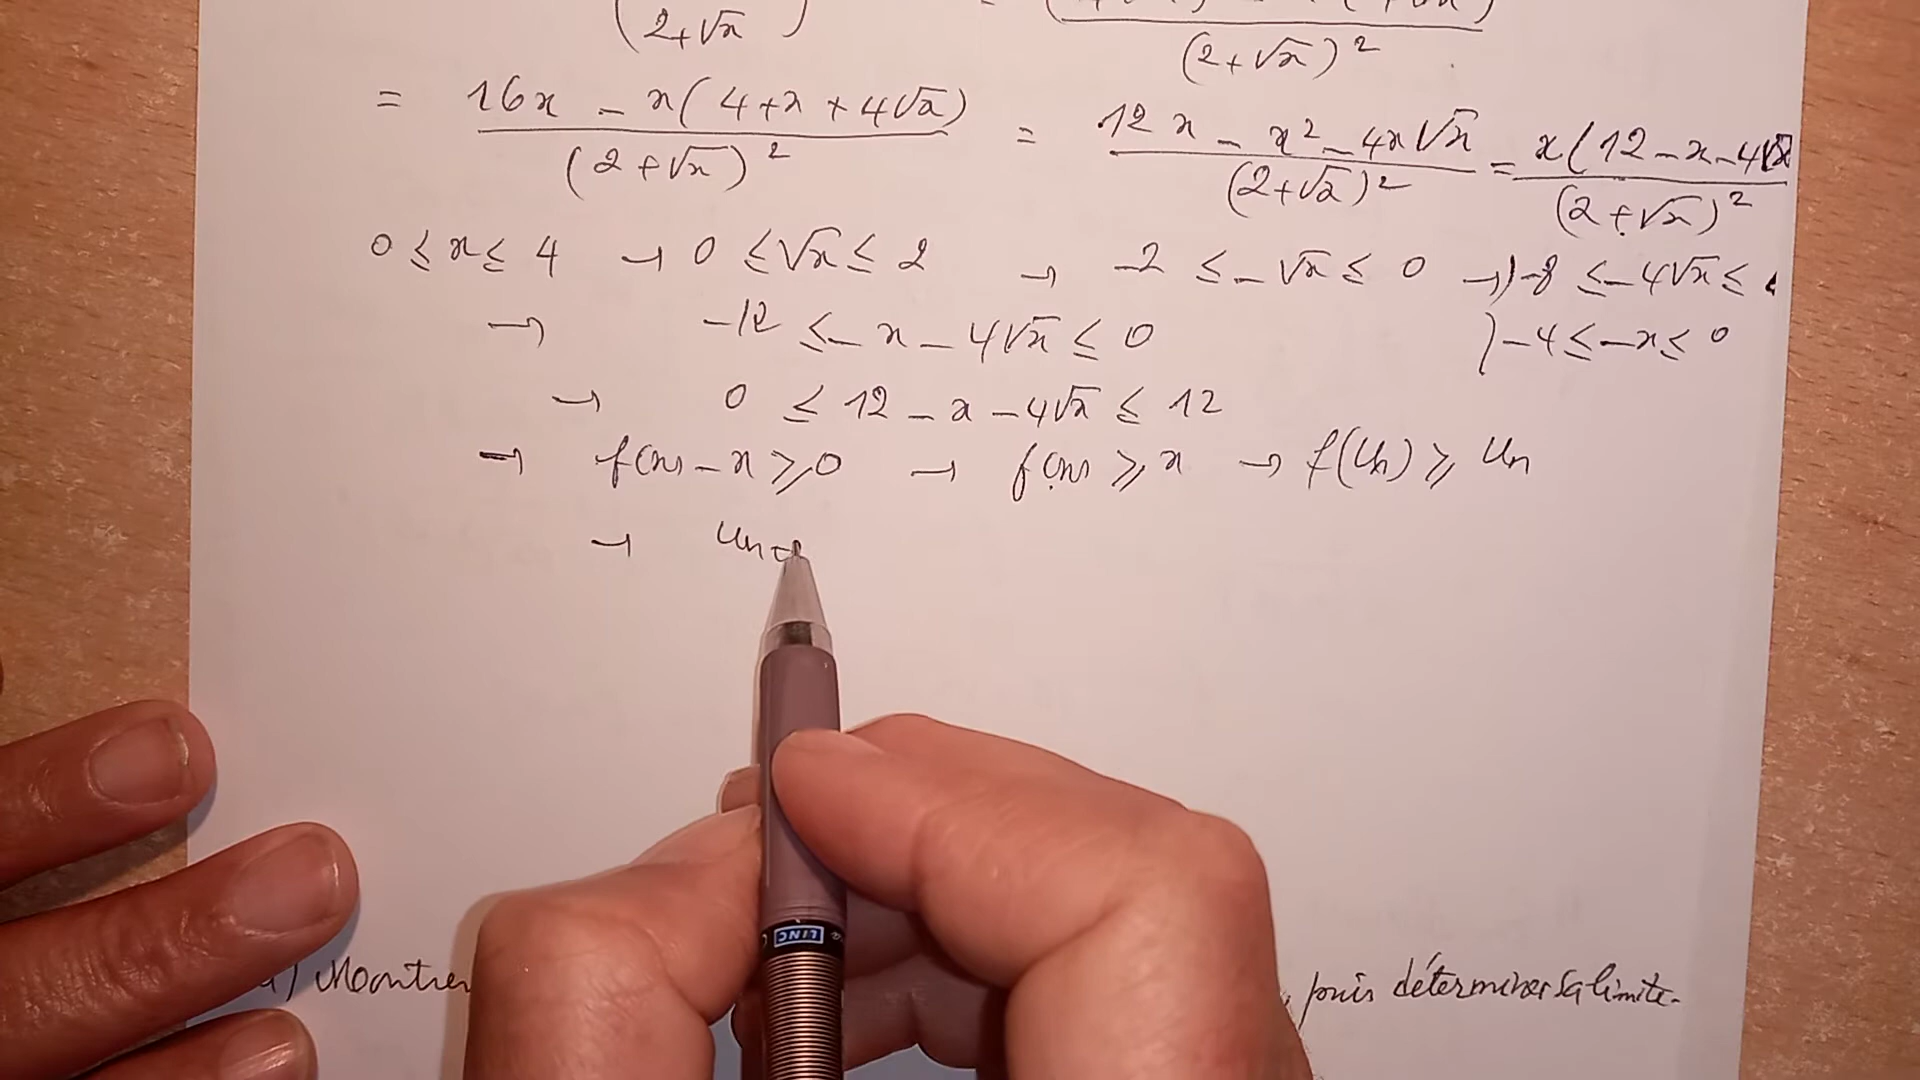 (2+√x)
(2+√x)²
= 16x - x(4+x+4√x) / (2+√x)² = 12x - x² - 4x√x / (2+√x)² = x(12-x-4√x / (2+√x)²
0 ≤ x ≤ 4 → 0 ≤ √x ≤ 2 → -2 ≤ -√x ≤ 0 → ) -8 ≤ -4√x ≤
→ -12 ≤ -x - 4√x ≤ 0 ) -4 ≤ -x ≤ 0
→ 0 ≤ 12 - x - 4√x ≤ 12
→ f(x) - x ≥ 0 → f(x) ≥ x → f(Un) ≥ Un
→ Un+
LINC
) Montrer , puis déterminer sa limite.